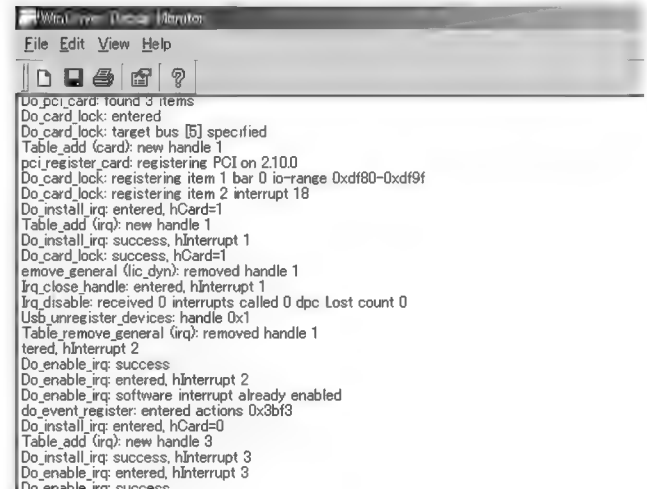 WinDriver Debug Monitor
File Edit View Help
Do_pci_card: found 3 items
Do_card_lock: entered
Do_card_lock: target bus [5] specified
Table_add (card): new handle 1
pci_register_card: registering PCI on 2.10.0
Do_card_lock: registering item 1 bar 0 io-range 0xdf80-0xdf9f
Do_card_lock: registering item 2 interrupt 18
Do_install_irq: entered, hCard=1
Table_add (irq): new handle 1
Do_install_irq: success, hInterrupt 1
Do_card_lock: success, hCard=1
emove_general (lic_dyn): removed handle 1
Irq_close_handle: entered, hInterrupt 1
Irq_disable: received 0 interrupts called 0 dpc Lost count 0
Usb_unregister_devices: handle 0x1
Table_remove_general (irq): removed handle 1
tered, hInterrupt 2
Do_enable_irq: success
Do_enable_irq: entered, hInterrupt 2
Do_enable_irq: software interrupt already enabled
do_event_register: entered actions 0x3bf3
Do_install_irq: entered, hCard=0
Table_add (irq): new handle 3
Do_install_irq: success, hInterrupt 3
Do_enable_irq: entered, hInterrupt 3
Do_enable_irq: success